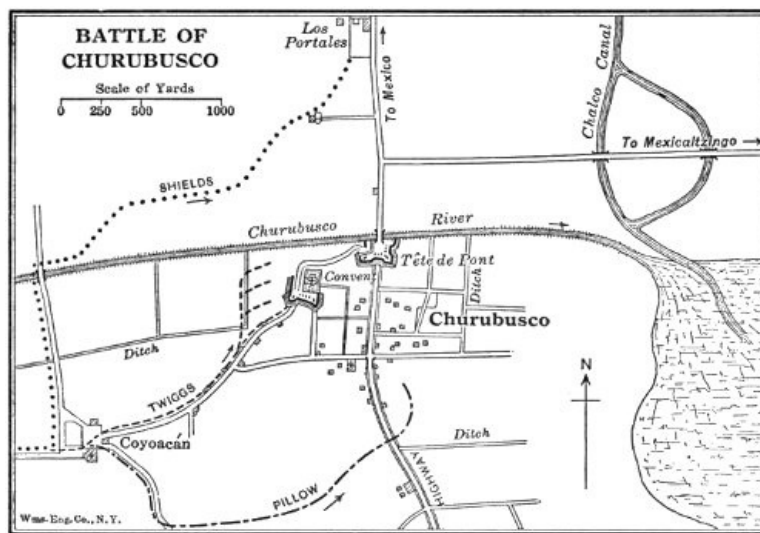 BATTLE OF
CHURUBUSCO
Scale of Yards
0 250 500 1000
Los
Portales
To Mexico
Chalco Canal
To Mexicaltzingo
SHIELDS
Churubusco River
Tête de Pont
Convent
Ditch
Churubusco
Ditch
TWIGGS
N
Coyoacán
Ditch
PILLOW
HIGHWAY
Wms. Eng. Co., N.Y.